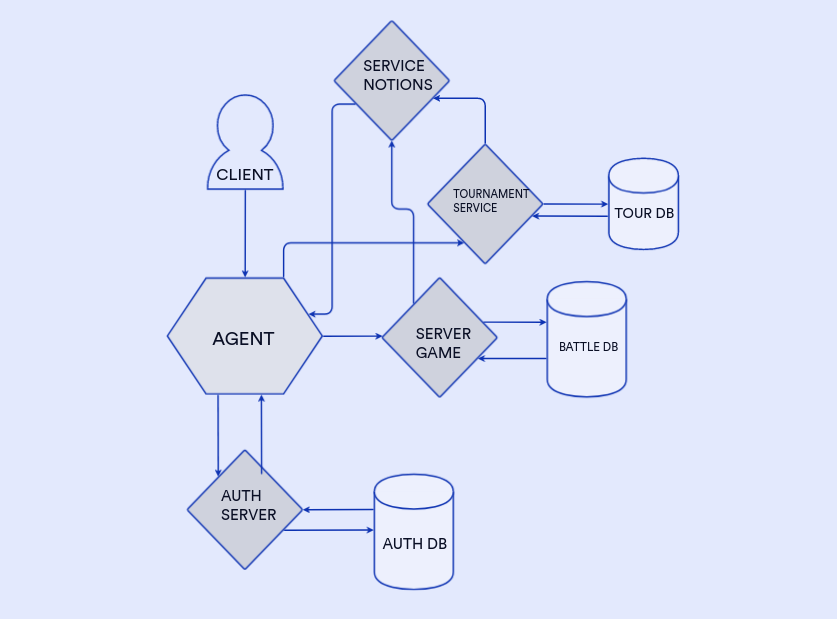 SERVICE
NOTIONS
CLIENT
TOURNAMENT
SERVICE
TOUR DB
AGENT
SERVER
GAME
BATTLE DB
AUTH
SERVER
AUTH DB